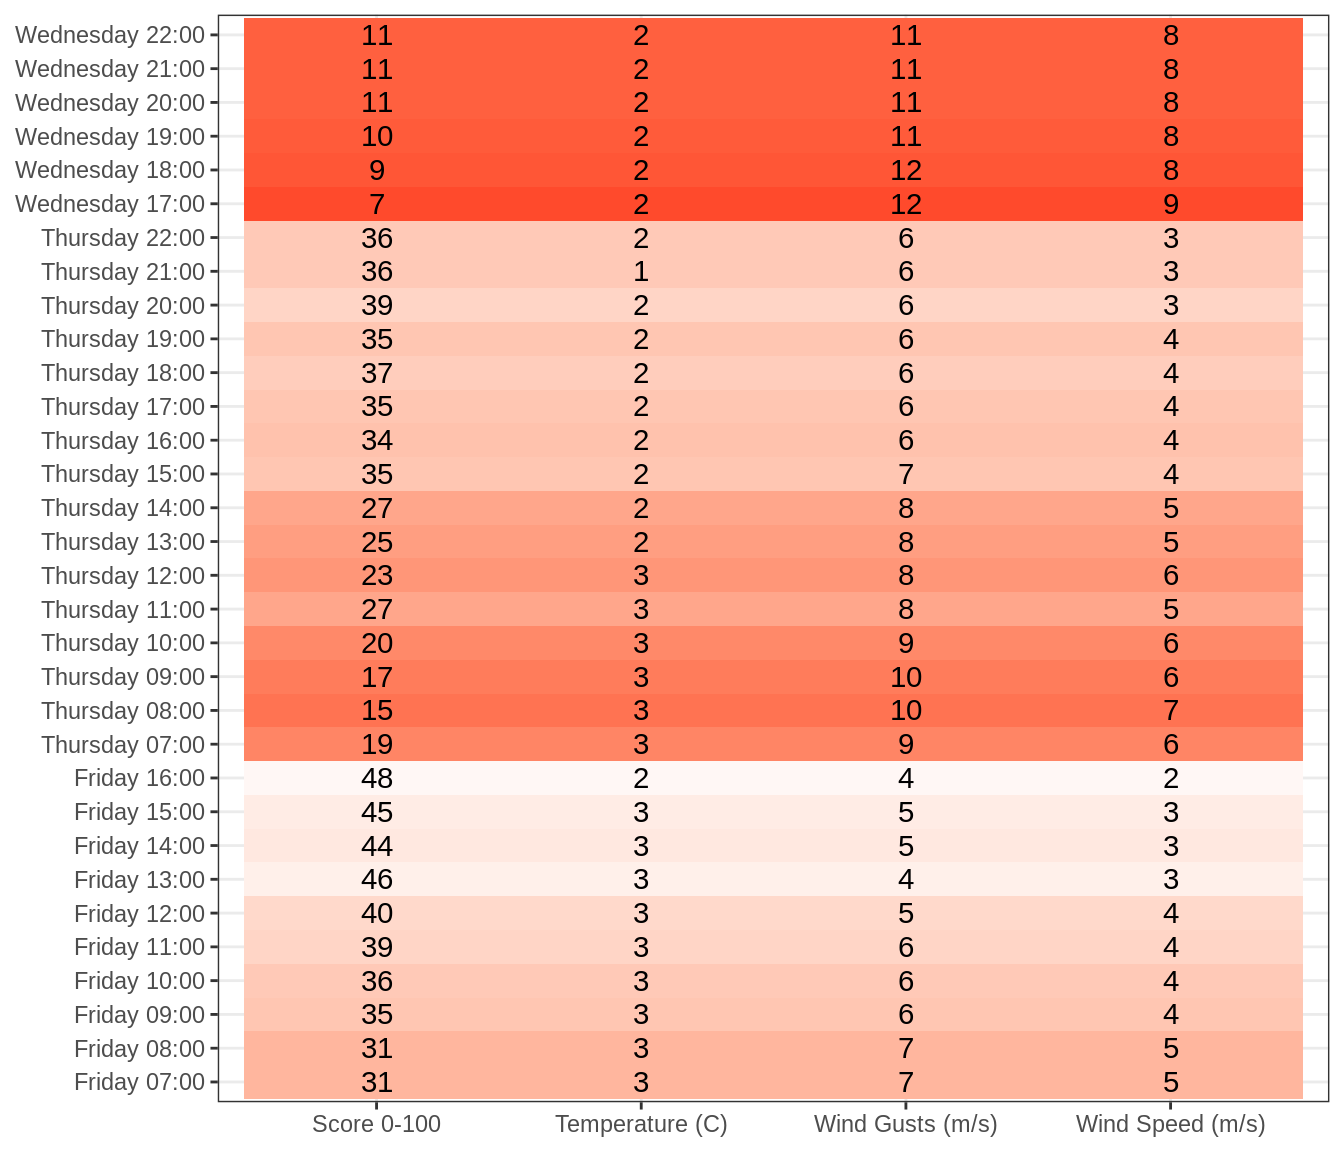 Wednesday 22:00 11 2 11 8
Wednesday 21:00 11 2 11 8
Wednesday 20:00 11 2 11 8
Wednesday 19:00 10 2 11 8
Wednesday 18:00 9 2 12 8
Wednesday 17:00 7 2 12 9
Thursday 22:00 36 2 6 3
Thursday 21:00 36 1 6 3
Thursday 20:00 39 2 6 3
Thursday 19:00 35 2 6 4
Thursday 18:00 37 2 6 4
Thursday 17:00 35 2 6 4
Thursday 16:00 34 2 6 4
Thursday 15:00 35 2 7 4
Thursday 14:00 27 2 8 5
Thursday 13:00 25 2 8 5
Thursday 12:00 23 3 8 6
Thursday 11:00 27 3 8 5
Thursday 10:00 20 3 9 6
Thursday 09:00 17 3 10 6
Thursday 08:00 15 3 10 7
Thursday 07:00 19 3 9 6
Friday 16:00 48 2 4 2
Friday 15:00 45 3 5 3
Friday 14:00 44 3 5 3
Friday 13:00 46 3 4 3
Friday 12:00 40 3 5 4
Friday 11:00 39 3 6 4
Friday 10:00 36 3 6 4
Friday 09:00 35 3 6 4
Friday 08:00 31 3 7 5
Friday 07:00 31 3 7 5
Score 0-100 Temperature (C) Wind Gusts (m/s) Wind Speed (m/s)